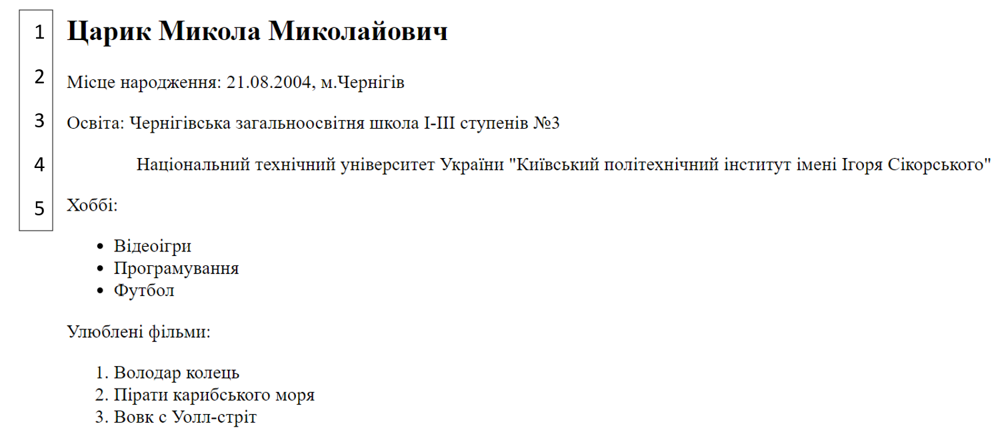 1 Царик Микола Миколайович
2 Місце народження: 21.08.2004, м.Чернігів
3 Освіта: Чернігівська загальноосвітня школа І-ІІІ ступенів №3
4 Національний технічний університет України "Київський політехнічний інститут імені Ігоря Сікорського"
5 Хоббі:
• Відеоігри
• Програмування
• Футбол
Улюблені фільми:
1. Володар колець
2. Пірати карибського моря
3. Вовк с Уолл-стріт